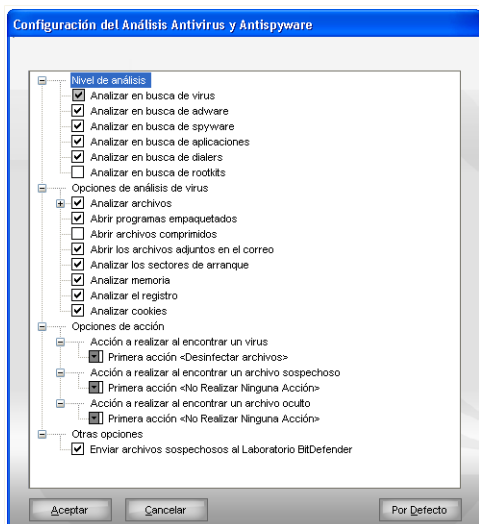 Configuración del Análisis Antivirus y Antispyware
Nivel de análisis
Analizar en busca de virus
Analizar en busca de adware
Analizar en busca de spyware
Analizar en busca de aplicaciones
Analizar en busca de dialers
Analizar en busca de rootkits
Opciones de análisis de virus
Analizar archivos
Abrir programas empaquetados
Abrir archivos comprimidos
Abrir los archivos adjuntos en el correo
Analizar los sectores de arranque
Analizar memoria
Analizar el registro
Analizar cookies
Opciones de acción
Acción a realizar al encontrar un virus
Primera acción <Desinfectar archivos>
Acción a realizar al encontrar un archivo sospechoso
Primera acción <No Realizar Ninguna Acción>
Acción a realizar al encontrar un archivo oculto
Primera acción <No Realizar Ninguna Acción>
Otras opciones
Enviar archivos sospechosos al Laboratorio BitDefender
Aceptar Cancelar Por Defecto